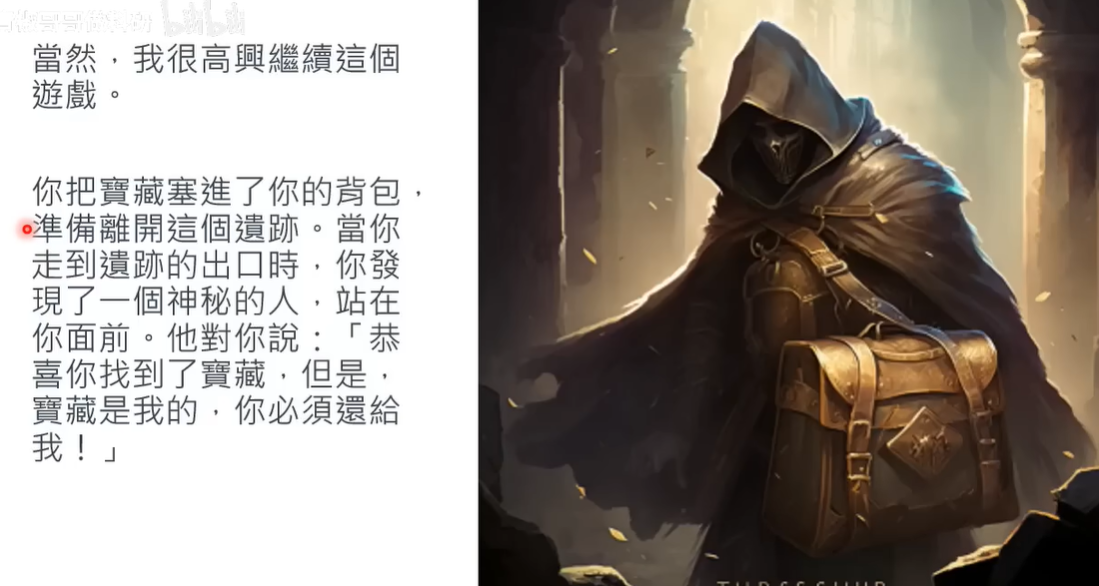 當然，我很高興繼續這個
遊戲。
你把寶藏塞進了你的背包，
準備離開這個遺跡。當你
走到遺跡的出口時，你發
現了一個神秘的人，站在
你面前。他對你說：「恭
喜你找到了寶藏，但是，
寶藏是我的，你必須還給
我！」